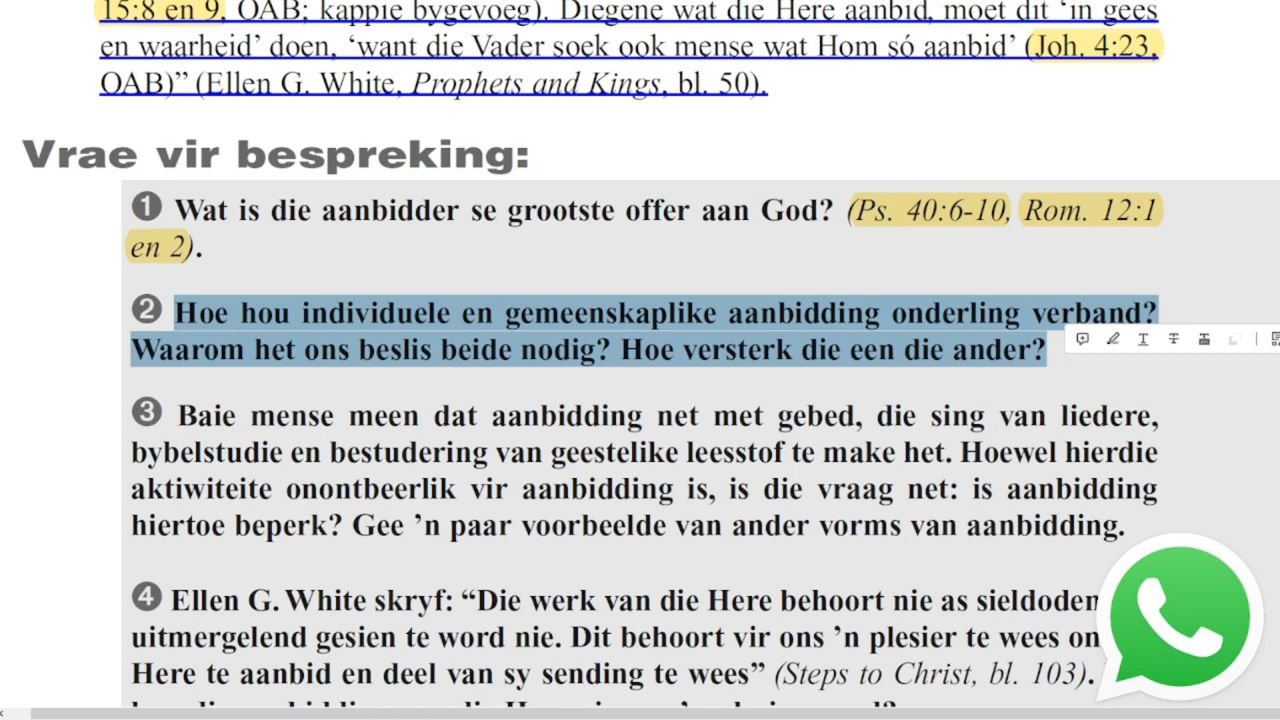 15:8 en 9, OAB; kappie bygevoeg). Diegene wat die Here aanbid, moet dit ‘in gees
en waarheid’ doen, ‘want die Vader soek ook mense wat Hom só aanbid’ (Joh. 4:23,
OAB)” (Ellen G. White, Prophets and Kings, bl. 50).
Vrae vir bespreking:
❶ Wat is die aanbidder se grootste offer aan God? (Ps. 40:6-10, Rom. 12:1
en 2).
❷ Hoe hou individuele en gemeenskaplike aanbidding onderling verband?
Waarom het ons beslis beide nodig? Hoe versterk die een die ander?
❸ Baie mense meen dat aanbidding net met gebed, die sing van liedere,
bybelstudie en bestudering van geestelike leesstof te make het. Hoewel hierdie
aktiwiteite onontbeerlik vir aanbidding is, is die vraag net: is aanbidding
hiertoe beperk? Gee ’n paar voorbeelde van ander vorms van aanbidding.
❹ Ellen G. White skryf: “Die werk van die Here behoort nie as sieldodend
uitmergelend gesien te word nie. Dit behoort vir ons ’n plesier te wees
Here te aanbid en deel van sy sending te wees” (Steps to Christ, bl. 103).